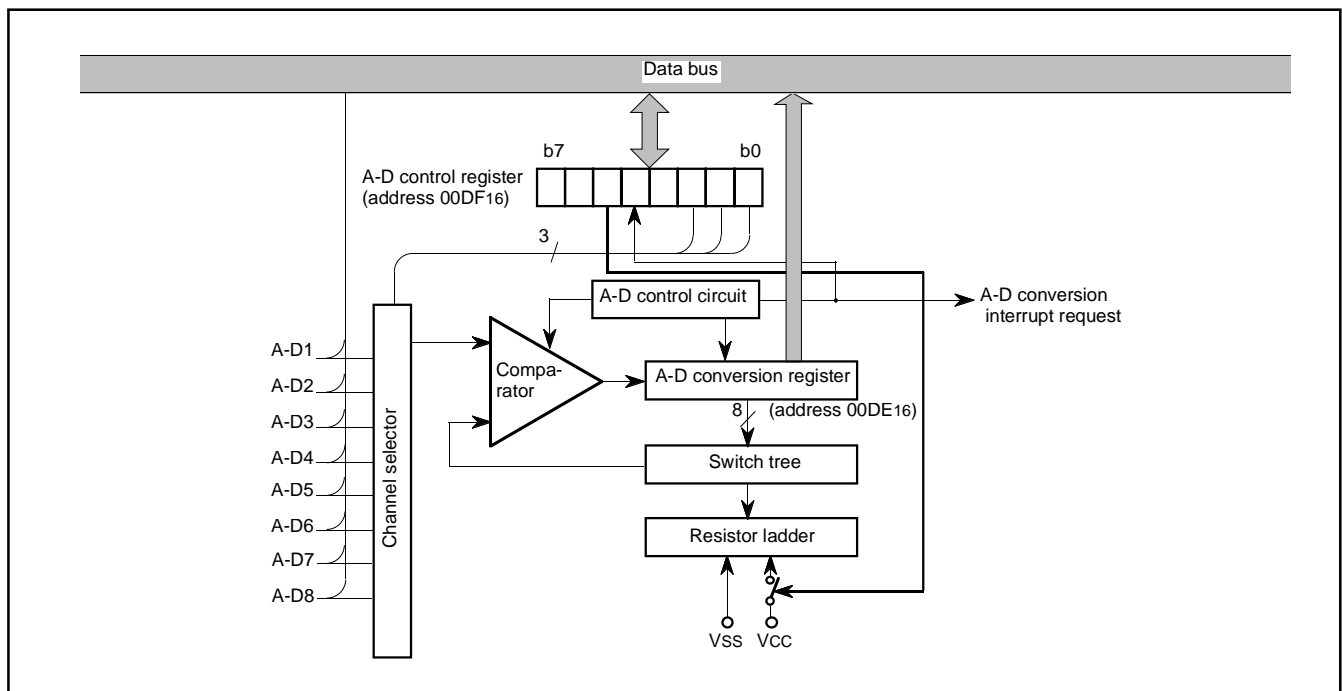 Data bus
b7
b0
A-D control register
(address 00DF16)
3
A-D control circuit
A-D conversion
interrupt request
A-D1
A-D2
A-D3
A-D4
A-D5
A-D6
A-D7
A-D8
Channel selector
Compa-
rator
A-D conversion register
8
(address 00DE16)
Switch tree
Resistor ladder
VSS
VCC